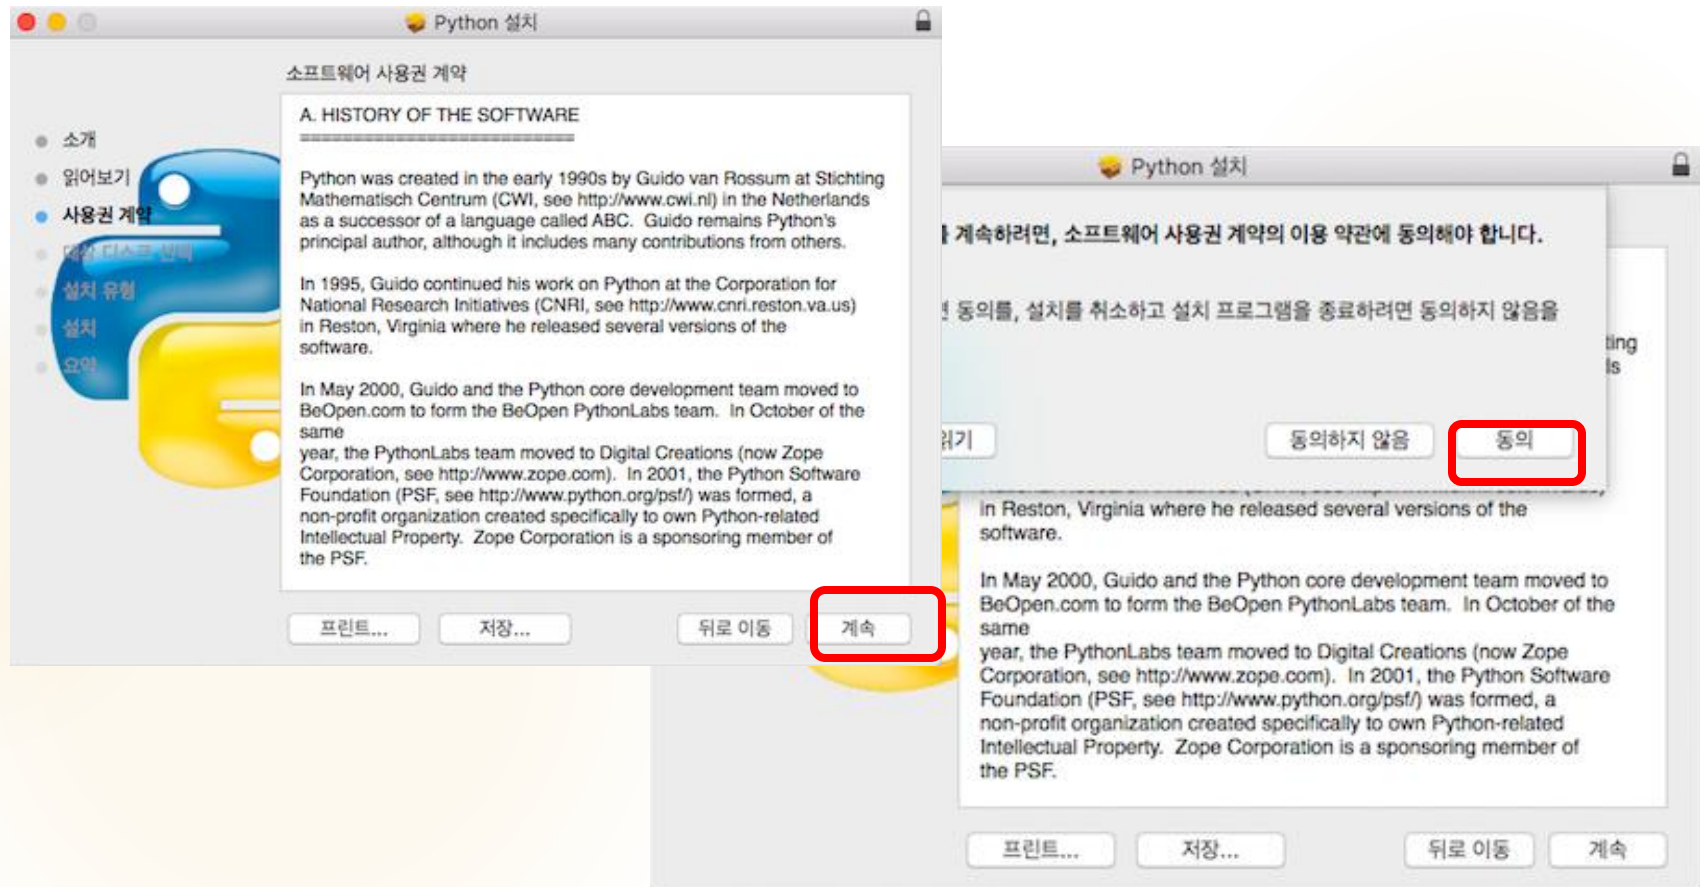 Python 설치
소프트웨어 사용권 계약
소개
읽어보기
사용권 계약
대상 디스크 선택
설치 유형
설치
요약
A. HISTORY OF THE SOFTWARE
==========================
Python was created in the early 1990s by Guido van Rossum at Stichting
Mathematisch Centrum (CWI, see http://www.cwi.nl) in the Netherlands
as a successor of a language called ABC.  Guido remains Python's
principal author, although it includes many contributions from others.
In 1995, Guido continued his work on Python at the Corporation for
National Research Initiatives (CNRI, see http://www.cnri.reston.va.us)
in Reston, Virginia where he released several versions of the
software.
In May 2000, Guido and the Python core development team moved to
BeOpen.com to form the BeOpen PythonLabs team.  In October of the
same
year, the PythonLabs team moved to Digital Creations (now Zope
Corporation, see http://www.zope.com).  In 2001, the Python Software
Foundation (PSF, see http://www.python.org/psf/) was formed, a
non-profit organization created specifically to own Python-related
Intellectual Property.  Zope Corporation is a sponsoring member of
the PSF.
프린트...
저장...
뒤로 이동
계속
Python 설치
계속하려면, 소프트웨어 사용권 계약의 이용 약관에 동의해야 합니다.
동의를, 설치를 취소하고 설치 프로그램을 종료하려면 동의하지 않음을
ting
ls
읽기
동의하지 않음
동의
in Reston, Virginia where he released several versions of the
software.
In May 2000, Guido and the Python core development team moved to
BeOpen.com to form the BeOpen PythonLabs team.  In October of the
same
year, the PythonLabs team moved to Digital Creations (now Zope
Corporation, see http://www.zope.com).  In 2001, the Python Software
Foundation (PSF, see http://www.python.org/psf/) was formed, a
non-profit organization created specifically to own Python-related
Intellectual Property.  Zope Corporation is a sponsoring member of
the PSF.
프린트...
저장...
뒤로 이동
계속